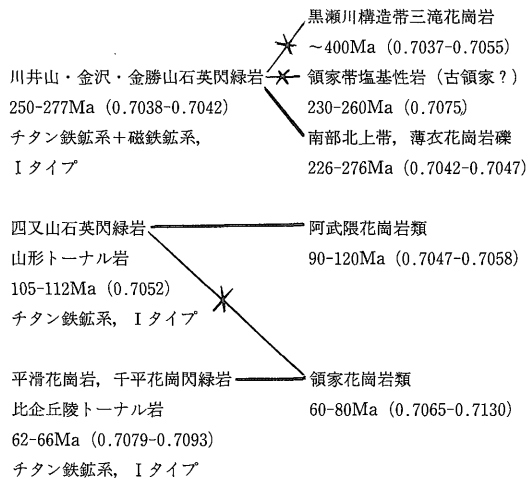 黒瀬川構造帯三滝花崗岩
～400Ma (0.7037-0.7055)
川井山・金沢・金勝山石英閃緑岩
250-277Ma (0.7038-0.7042)
チタン鉄鉱系＋磁鉄鉱系，
Ｉタイプ
領家帯塩基性岩（古領家？）
230-260Ma (0.7075)
南部北上帯，薄衣花崗岩礫
226-276Ma (0.7042-0.7047)
四又山石英閃緑岩
山形トーナル岩
105-112Ma (0.7052)
チタン鉄鉱系，Ｉタイプ
阿武隈花崗岩類
90-120Ma (0.7047-0.7058)
平滑花崗岩，千平花崗閃緑岩
比企丘陵トーナル岩
62-66Ma (0.7079-0.7093)
チタン鉄鉱系，Ｉタイプ
領家花崗岩類
60-80Ma (0.7065-0.7130)